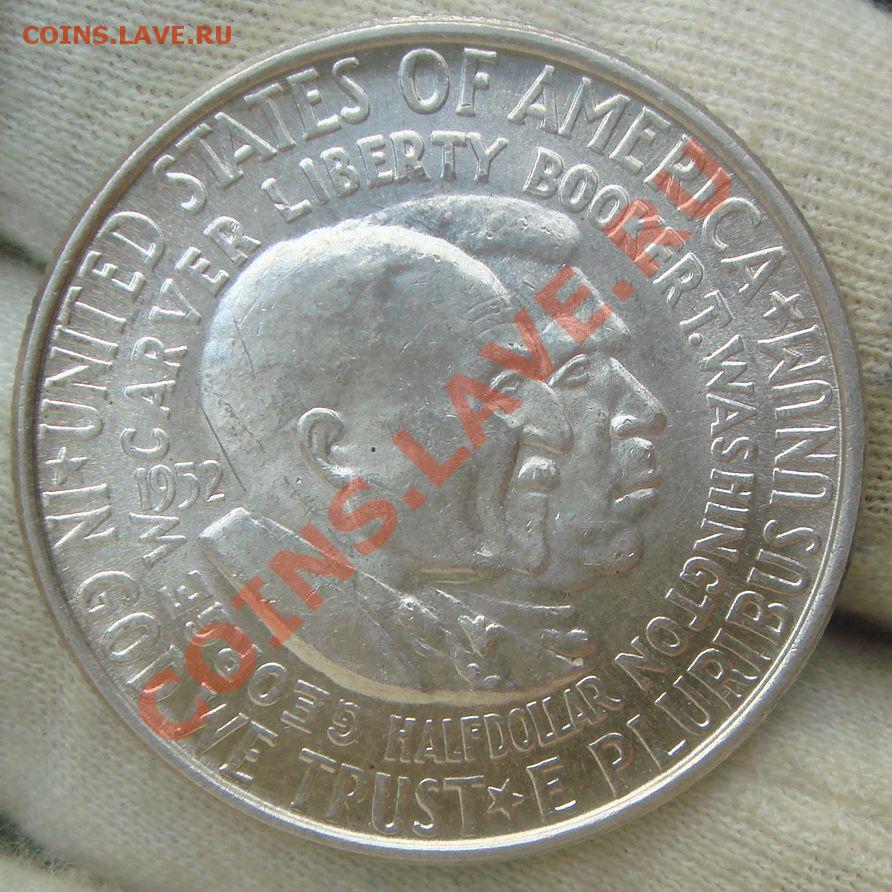 COINS.LAVE.RU
UNITED STATES OF AMERICA
IN GOD WE TRUST ★ E PLURIBUS UNUM ★
GEORGE W CARVER LIBERTY BOOKER T. WASHINGTON
1952
HALF DOLLAR
COINS.LAVE.RU